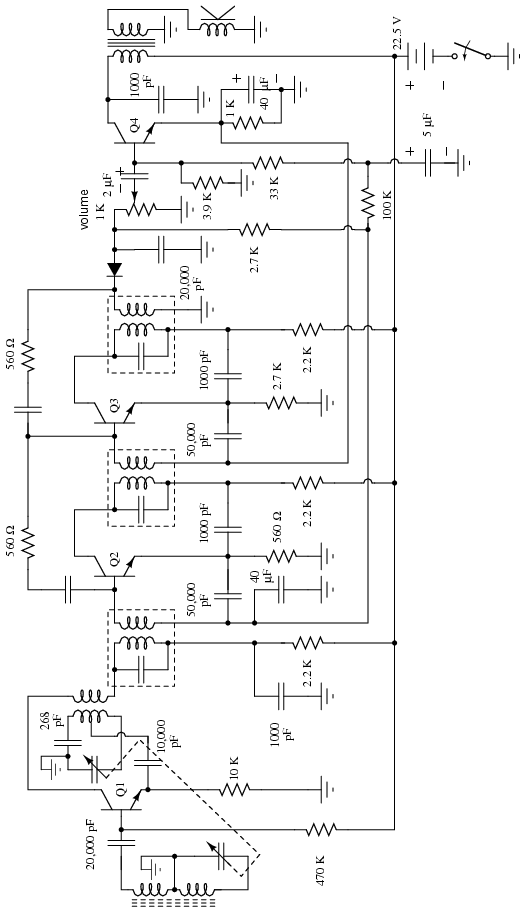 1000
pF
22.5 V
+
−
Q4
1 K
+
40 µF
−
+
−
5 µF
volume
1 K
−
2 µF
+
3.9 K
33 K
100 K
20,000
pF
2.7 K
560 Ω
Q3
1000 pF
2.2 K
2.7 K
50,000
pF
560 Ω
Q2
1000 pF
2.2 K
560 Ω
50,000
pF
40
µF
268
pF
2.2 K
1000
pF
10,000
pF
Q1
10 K
20,000 pF
470 K